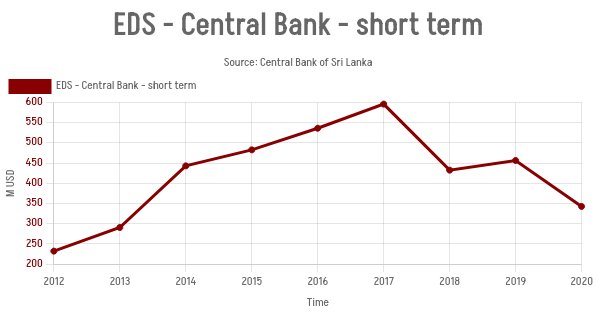 EDS - Central Bank - short term
Source: Central Bank of Sri Lanka
EDS - Central Bank - short term
600
550
500
450
400
350
300
250
200
M USD
2012 2013 2014 2015 2016 2017 2018 2019 2020
Time